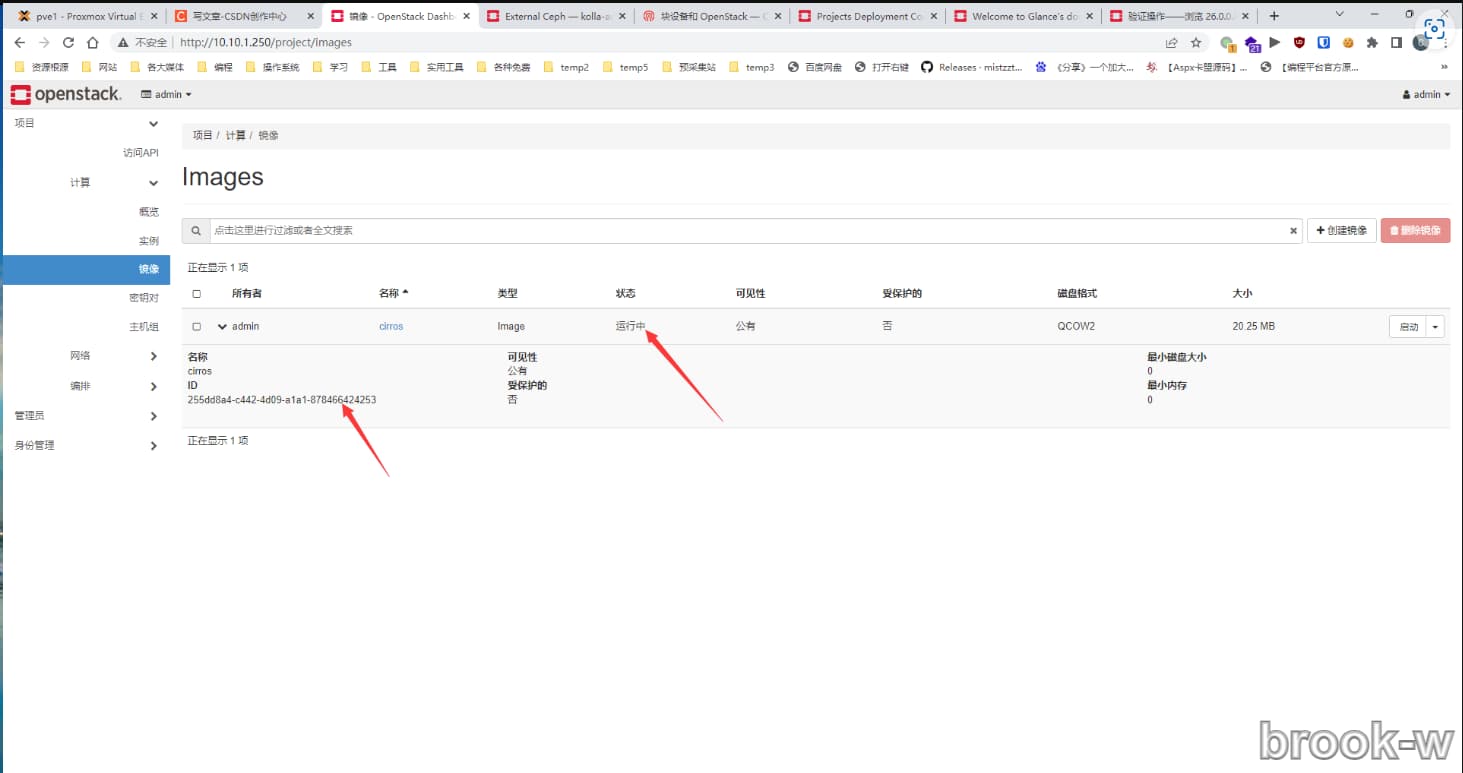 pve1 - Proxmox Virtual E
写文章-CSDN创作中心
镜像 - OpenStack Dashb
External Ceph — kolla-a
块设备和 OpenStack — C
Projects Deployment Co
Welcome to Glance's do
验证操作——浏览 26.0.0.
不安全 http://10.10.1.250/project/images
资源根源 网站 各大媒体 编程 操作系统 学习 工具 实用工具 各种免费 temp2 temp5 预采集站 temp3 百度网盘 打开右键 Releases · mistzzt... 《分享》一个加大... 【Aspx卡盟源码】... 【编程平台官方原...
openstack. admin admin
项目
访问API
计算
概览
实例
镜像
密钥对
主机组
网络
编排
管理员
身份管理
项目 / 计算 / 镜像
Images
点击这里进行过滤或者全文搜索 创建镜像 删除镜像
正在显示 1 项
所有者 名称 类型 状态 可见性 受保护的 磁盘格式 大小
admin cirros Image 运行中 公有 否 QCOW2 20.25 MB 启动
名称 可见性 最小磁盘大小
cirros 公有 0
ID 受保护的 最小内存
255dd8a4-c442-4d09-a1a1-878466424253 否 0
正在显示 1 项
brook-w